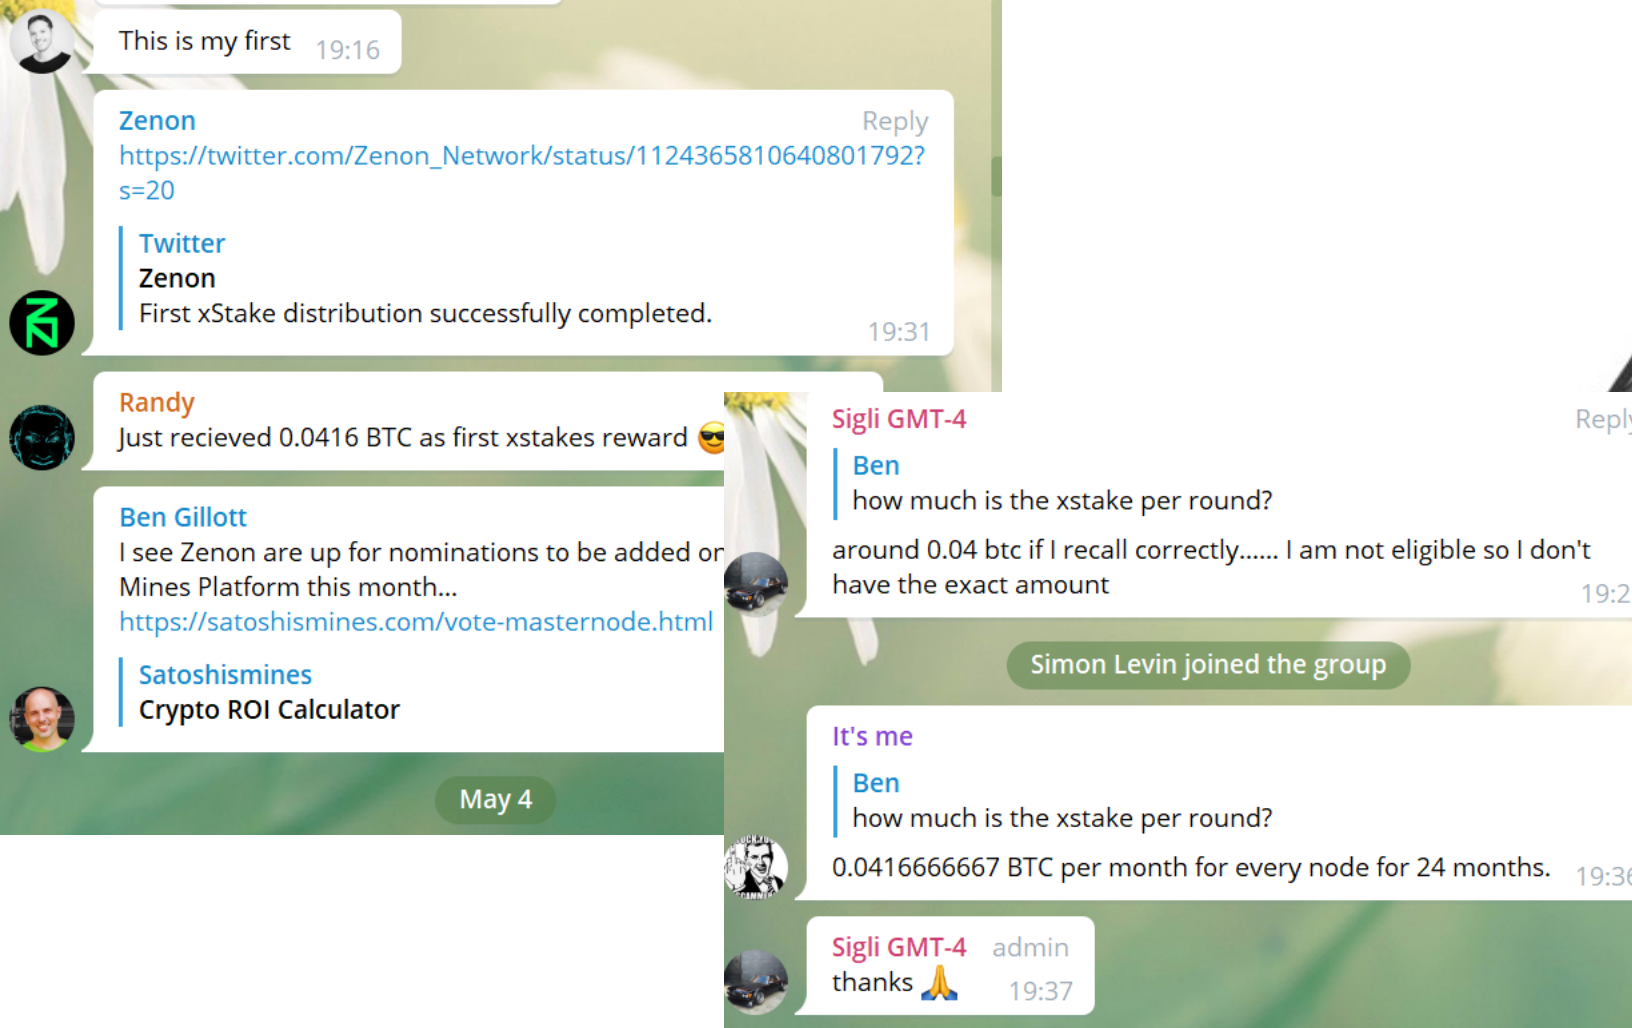 This is my first 19:16
Zenon Reply
https://twitter.com/Zenon_Network/status/1124365810640801792?
s=20
Twitter
Zenon
First xStake distribution successfully completed.
19:31
Randy
Just recieved 0.0416 BTC as first xstakes reward 😎
Ben Gillott
I see Zenon are up for nominations to be added on
Mines Platform this month...
https://satoshismines.com/vote-masternode.html
Satoshismines
Crypto ROI Calculator
May 4
Sigli GMT-4 Reply
Ben
how much is the xstake per round?
around 0.04 btc if I recall correctly...... I am not eligible so I don't
have the exact amount
19:2
Simon Levin joined the group
It's me
Ben
how much is the xstake per round?
0.0416666667 BTC per month for every node for 24 months. 19:36
Sigli GMT-4 admin
thanks 🙏 19:37